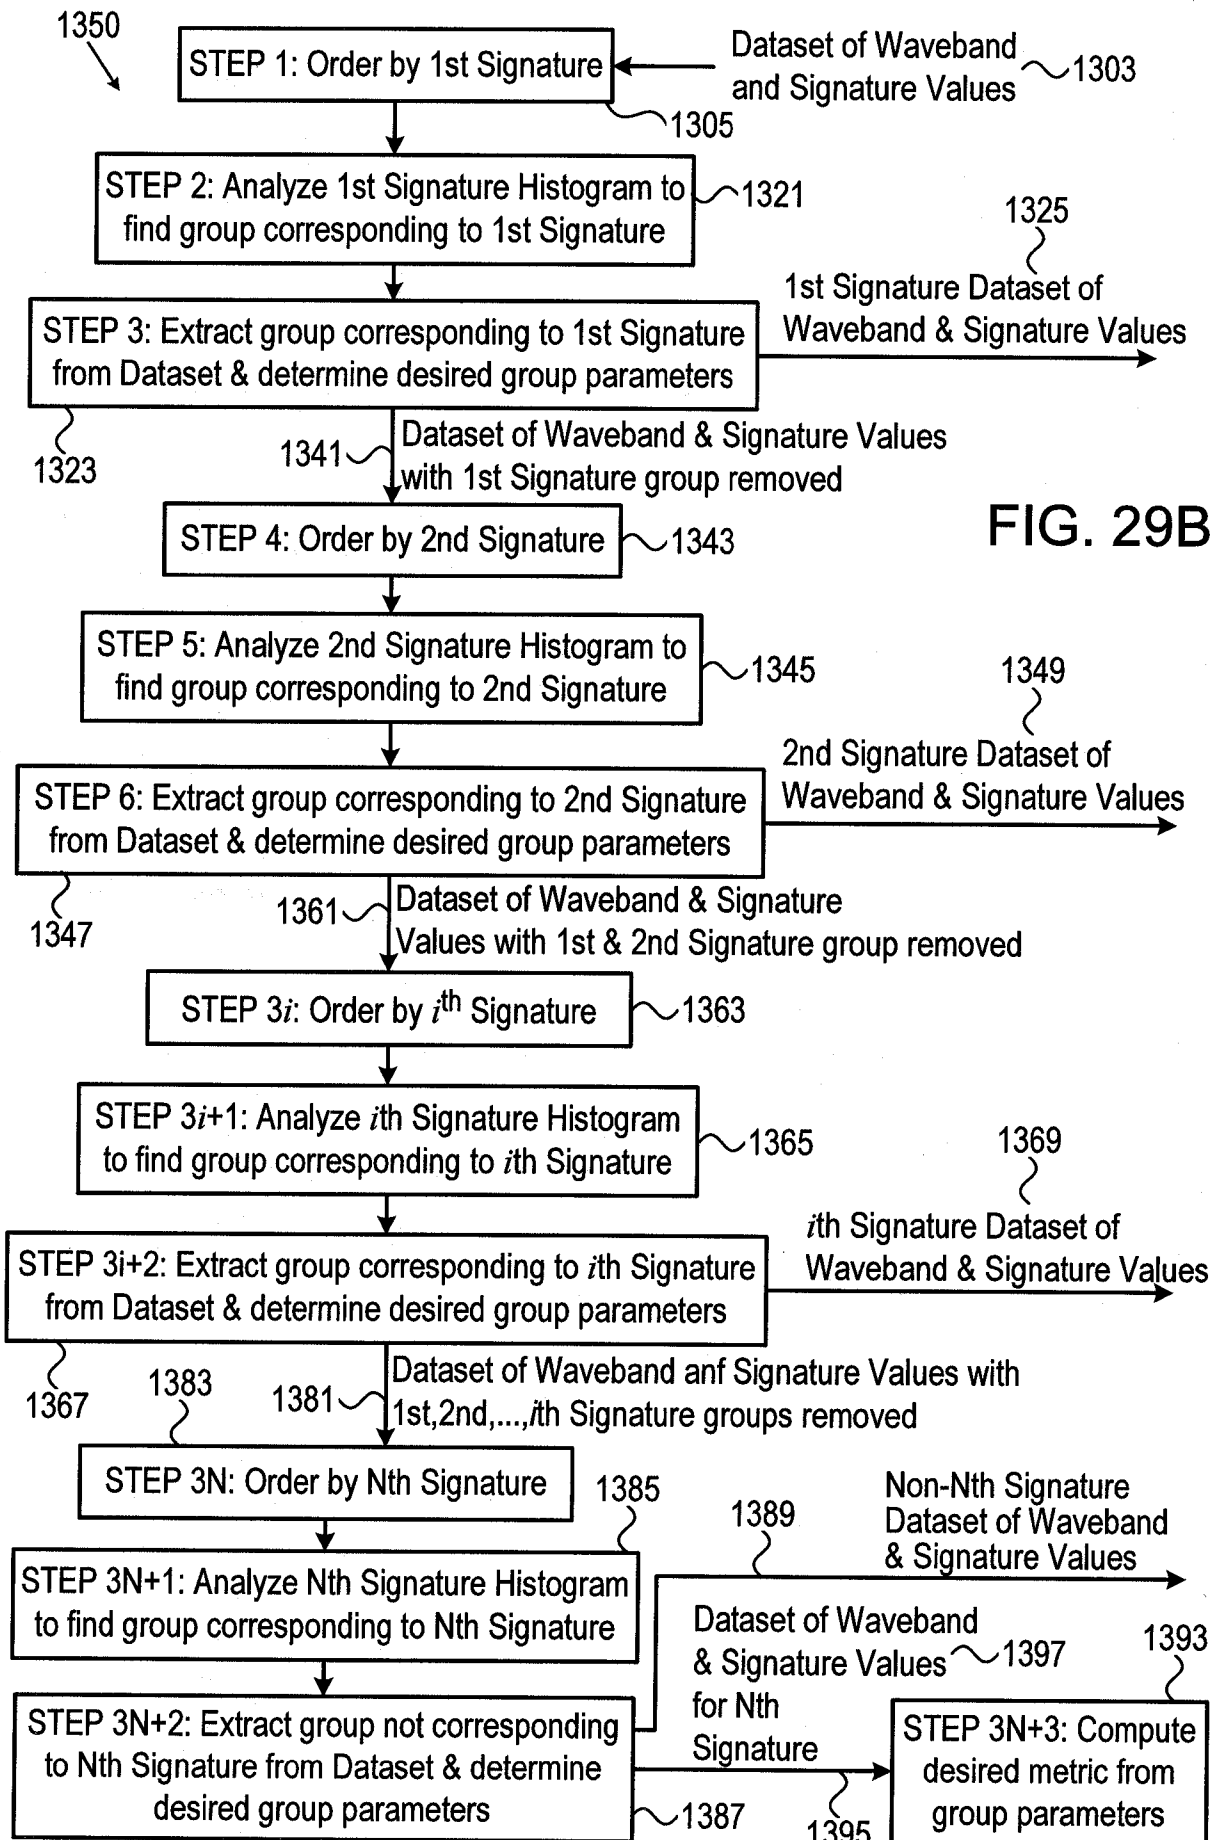 1350
STEP 1: Order by 1st Signature
Dataset of Waveband
and Signature Values
1303
1305
STEP 2: Analyze 1st Signature Histogram to
find group corresponding to 1st Signature
1321
1325
1st Signature Dataset of
Waveband & Signature Values
STEP 3: Extract group corresponding to 1st Signature
from Dataset & determine desired group parameters
1323
1341
Dataset of Waveband & Signature Values
with 1st Signature group removed
FIG. 29B
STEP 4: Order by 2nd Signature
1343
STEP 5: Analyze 2nd Signature Histogram to
find group corresponding to 2nd Signature
1345
1349
2nd Signature Dataset of
Waveband & Signature Values
STEP 6: Extract group corresponding to 2nd Signature
from Dataset & determine desired group parameters
1347
1361
Dataset of Waveband & Signature
Values with 1st & 2nd Signature group removed
STEP 3i: Order by ith Signature
1363
STEP 3i+1: Analyze ith Signature Histogram
to find group corresponding to ith Signature
1365
1369
ith Signature Dataset of
Waveband & Signature Values
STEP 3i+2: Extract group corresponding to ith Signature
from Dataset & determine desired group parameters
1367
1383
1381
Dataset of Waveband anf Signature Values with
1st,2nd,...,ith Signature groups removed
STEP 3N: Order by Nth Signature
1385
1389
Non-Nth Signature
Dataset of Waveband
& Signature Values
STEP 3N+1: Analyze Nth Signature Histogram
to find group corresponding to Nth Signature
Dataset of Waveband
& Signature Values
for Nth
Signature
1397
1393
STEP 3N+2: Extract group not corresponding
to Nth Signature from Dataset & determine
desired group parameters
1387
1395
STEP 3N+3: Compute
desired metric from
group parameters